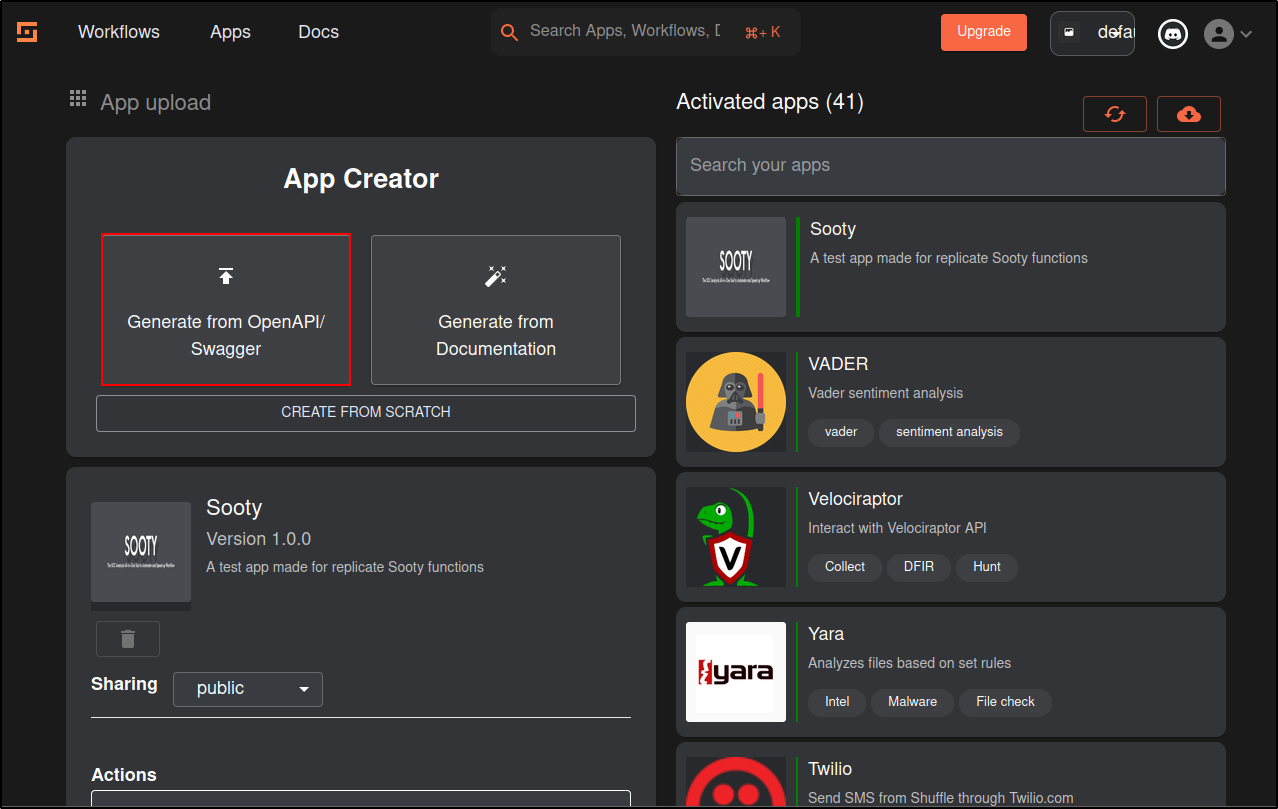 Workflows
Apps
Docs
Search Apps, Workflows, D
⌘+ K
Upgrade
defau
App upload
App Creator
Generate from OpenAPI/
Swagger
Generate from
Documentation
CREATE FROM SCRATCH
SOOTY
Sooty
Version 1.0.0
A test app made for replicate Sooty functions
Sharing
public
Actions
Activated apps (41)
Search your apps
SOOTY
Sooty
A test app made for replicate Sooty functions
VADER
Vader sentiment analysis
vader
sentiment analysis
V
Velociraptor
Interact with Velociraptor API
Collect
DFIR
Hunt
yara
Yara
Analyzes files based on set rules
Intel
Malware
File check
Twilio
Send SMS from Shuffle through Twilio.com